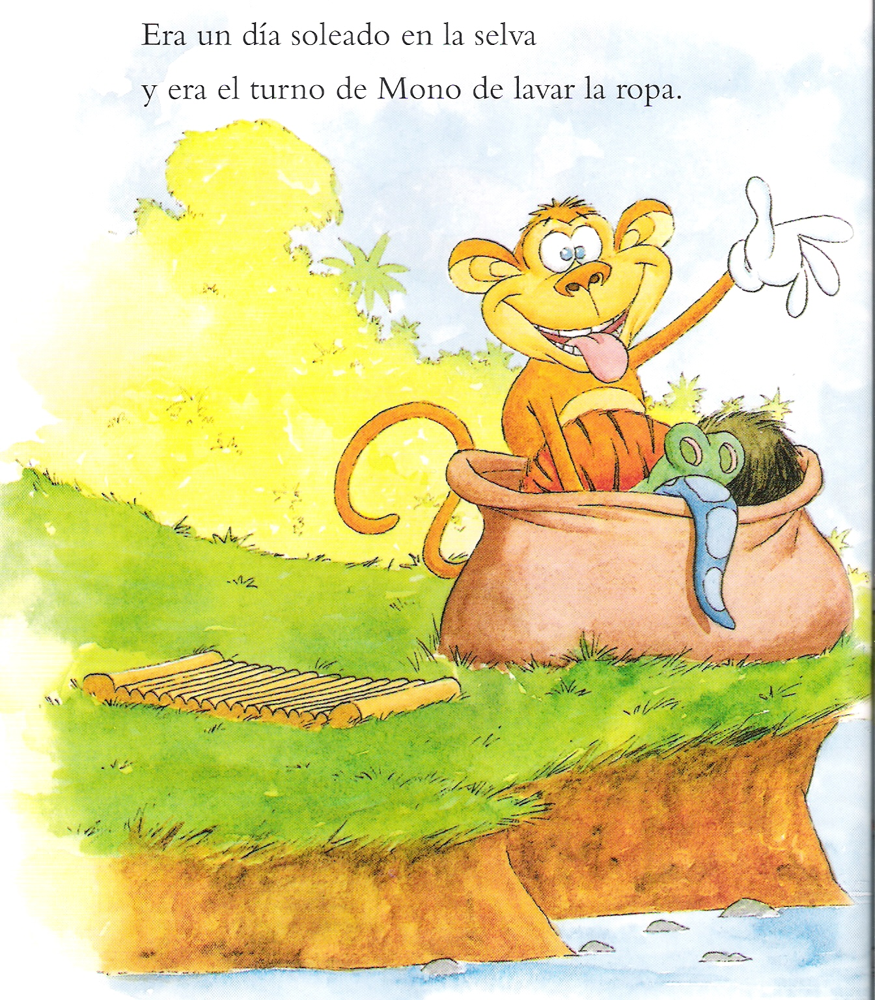 Era un día soleado en la selva
y era el turno de Mono de lavar la ropa.